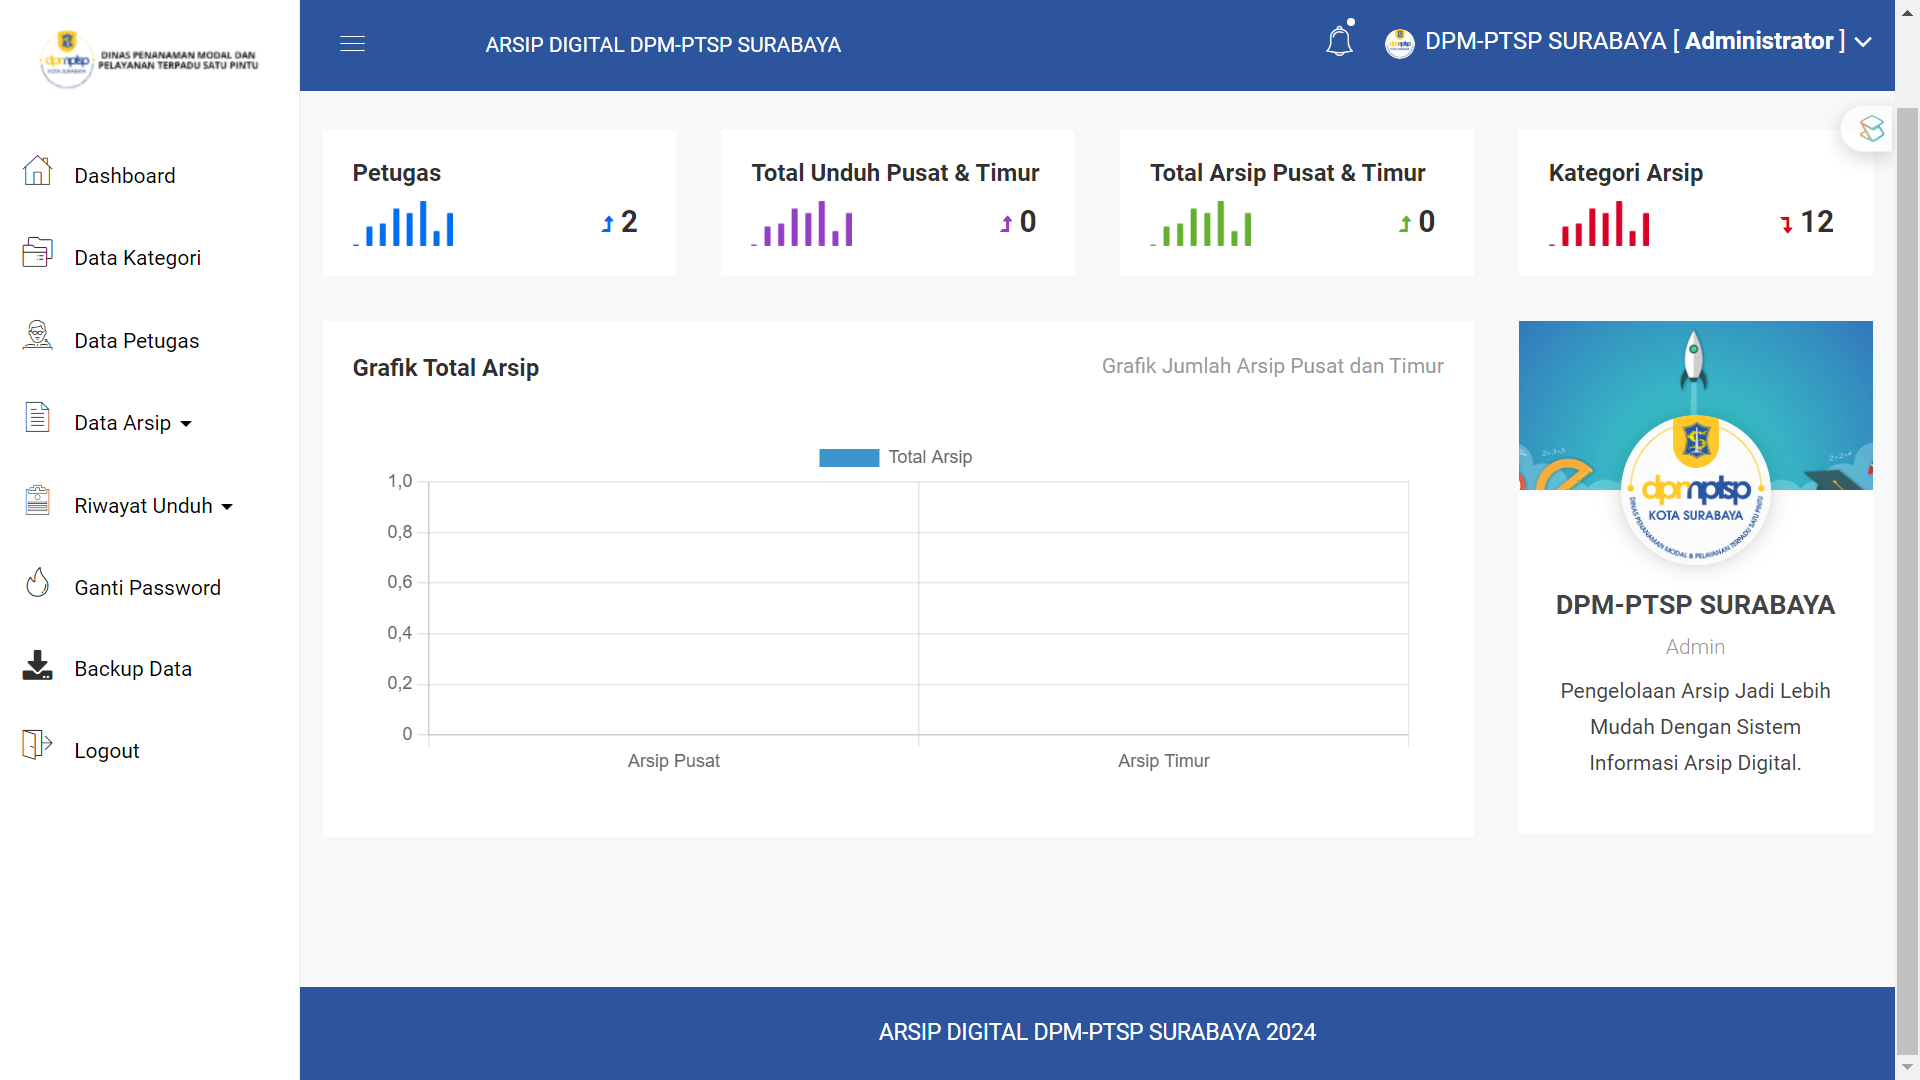 DINAS PENANAMAN MODAL DAN
PELAYANAN TERPADU SATU PINTU
ARSIP DIGITAL DPM-PTSP SURABAYA
DPM-PTSP SURABAYA [ Administrator ]
Dashboard
Data Kategori
Data Petugas
Data Arsip
Riwayat Unduh
Ganti Password
Backup Data
Logout
Petugas
2
Total Unduh Pusat & Timur
0
Total Arsip Pusat & Timur
0
Kategori Arsip
12
Grafik Total Arsip
Grafik Jumlah Arsip Pusat dan Timur
Total Arsip
1,0
0,8
0,6
0,4
0,2
0
Arsip Pusat
Arsip Timur
dpmptsp
KOTA SURABAYA
DINAS PENANAMAN MODAL & PELAYANAN TERPADU SATU PINTU
DPM-PTSP SURABAYA
Admin
Pengelolaan Arsip Jadi Lebih
Mudah Dengan Sistem
Informasi Arsip Digital.
ARSIP DIGITAL DPM-PTSP SURABAYA 2024